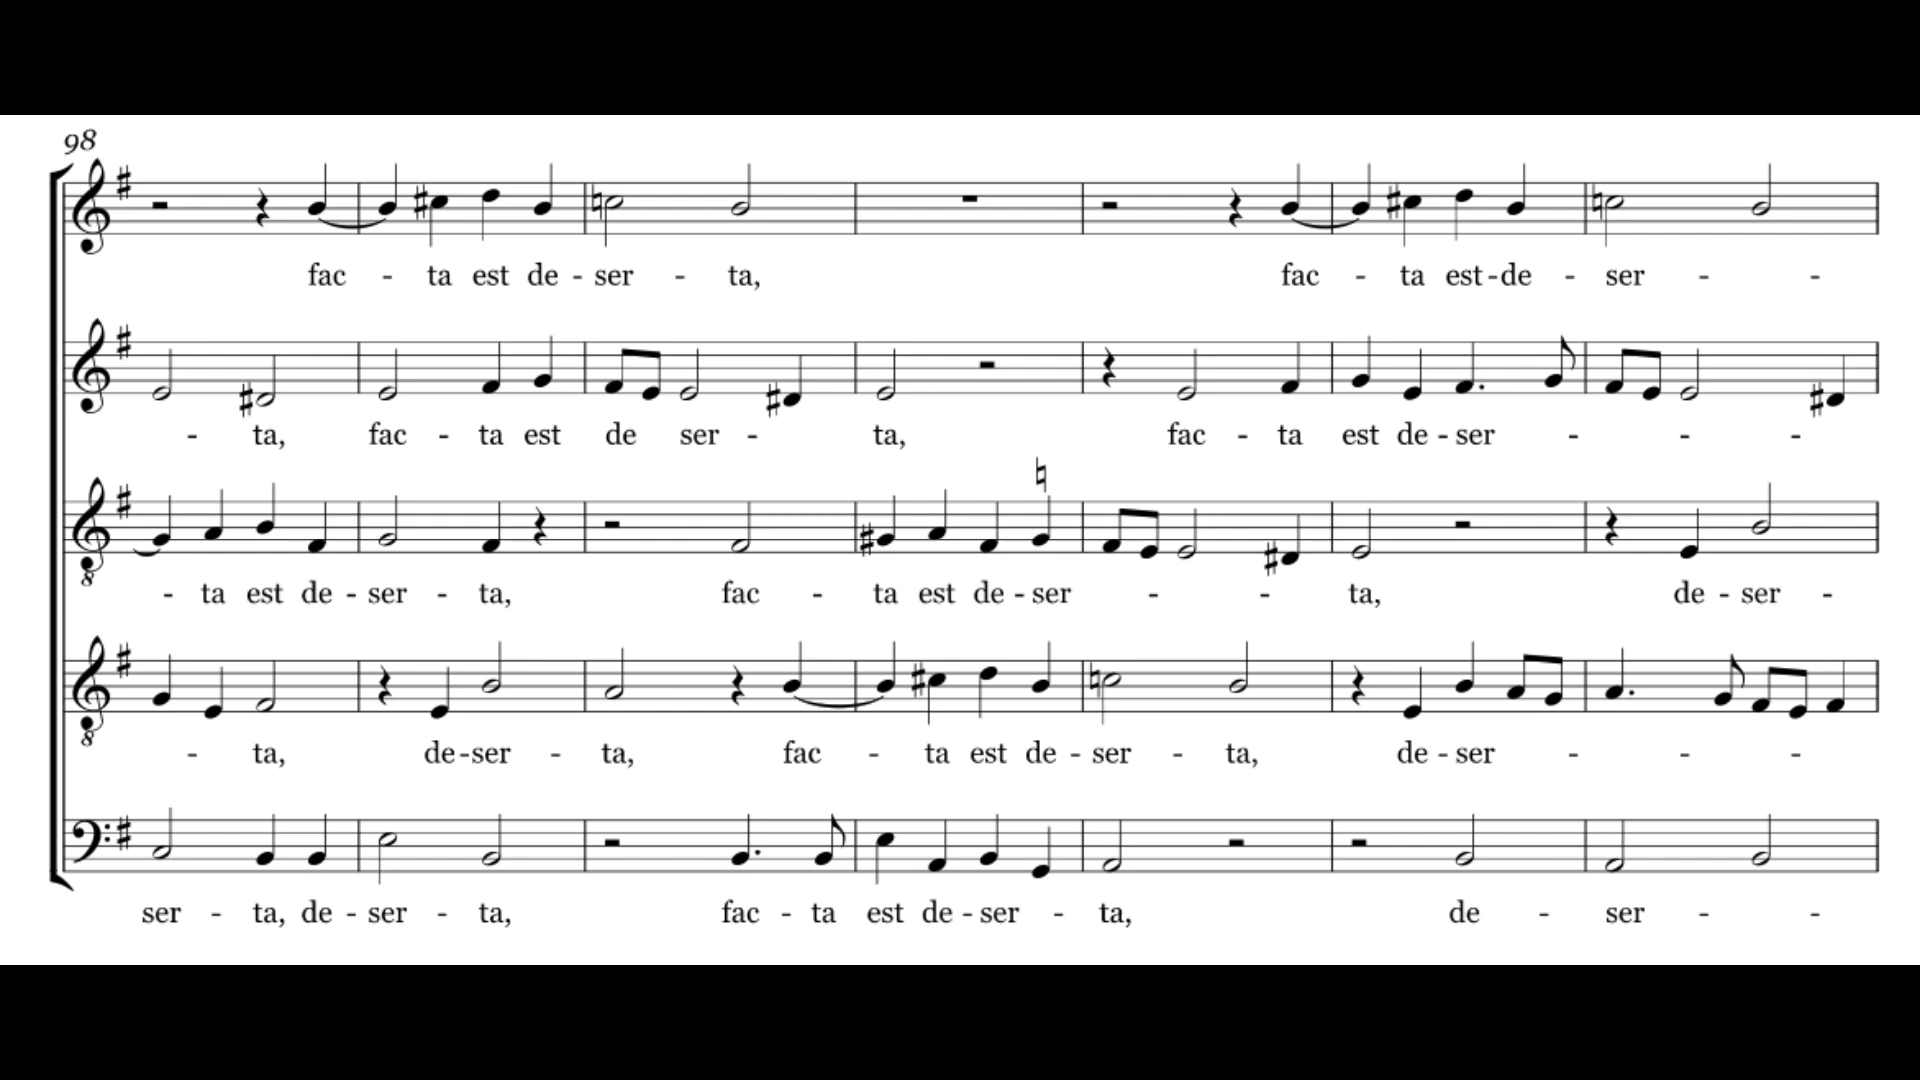 98
fac - ta est de - ser - ta, fac - ta est - de - ser - -
- ta, fac - ta est de ser - ta, fac - ta est de - ser - - -
- ta est de - ser - ta, fac - ta est de - ser - - ta, de - ser -
8
- ta, de - ser - ta, fac - ta est de - ser - ta, de - ser - - -
8
ser - ta, de - ser - ta, fac - ta est de - ser - ta, de - ser - -